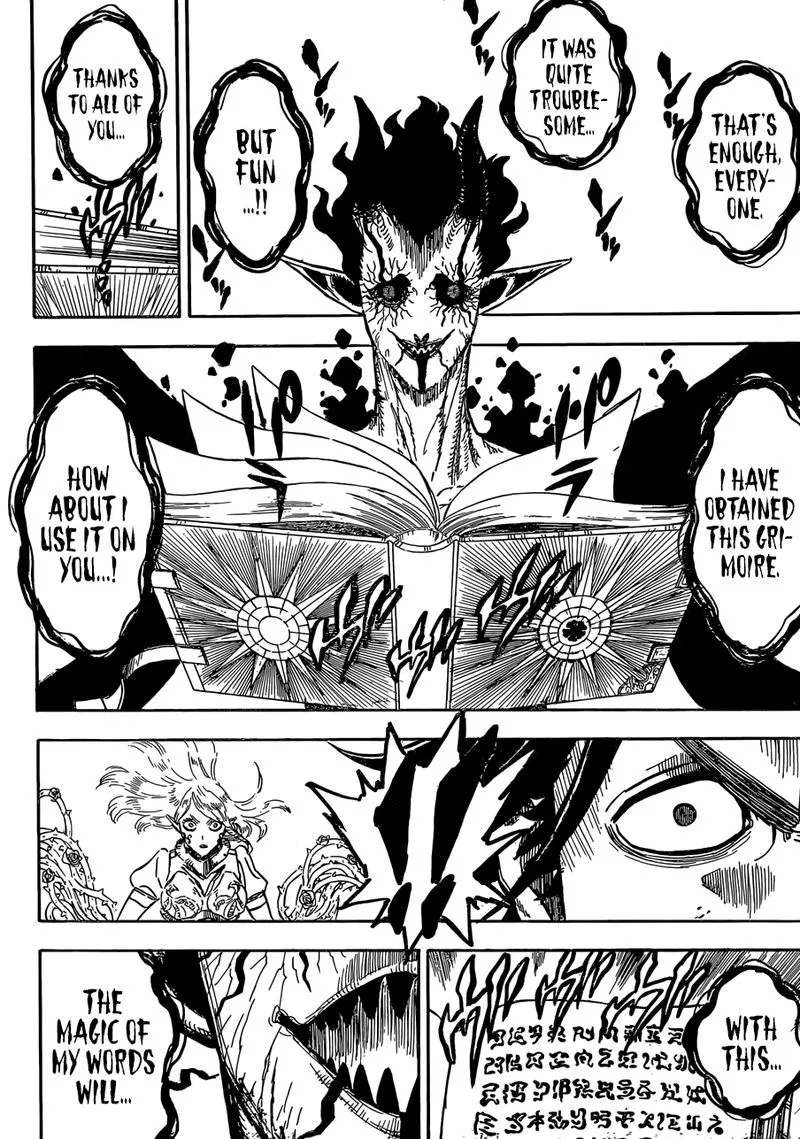 THAT'S
ENOUGH,
EVERY-
ONE.
IT WAS
QUITE
TROUBLE-
SOME...
BUT
FUN
...!!
THANKS
TO ALL OF
YOU...
I HAVE
OBTAINED
THIS GRI-
MOIRE.
HOW
ABOUT I
USE IT ON
YOU...!
!!
WITH
THIS...
THE
MAGIC OF
MY WORDS
WILL...